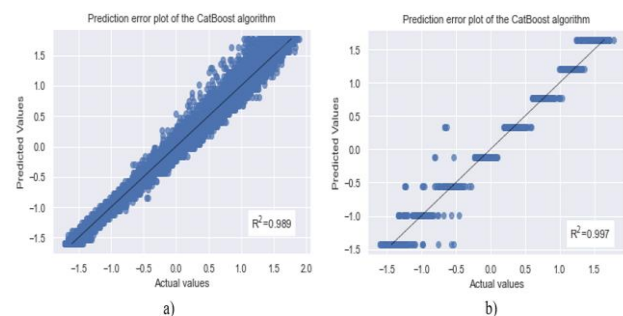 Prediction error plot of the CatBoost algorithm
Predicted Values
1.5
1.0
0.5
0.0
−0.5
−1.0
−1.5
R²=0.989
−1.5 −1.0 −0.5 0.0 0.5 1.0 1.5 2.0
Actual values
a)
Prediction error plot of the CatBoost algorithm
Predicted Values
1.5
1.0
0.5
0.0
−0.5
−1.0
−1.5
R²=0.997
−1.5 −1.0 −0.5 0.0 0.5 1.0 1.5
Actual values
b)